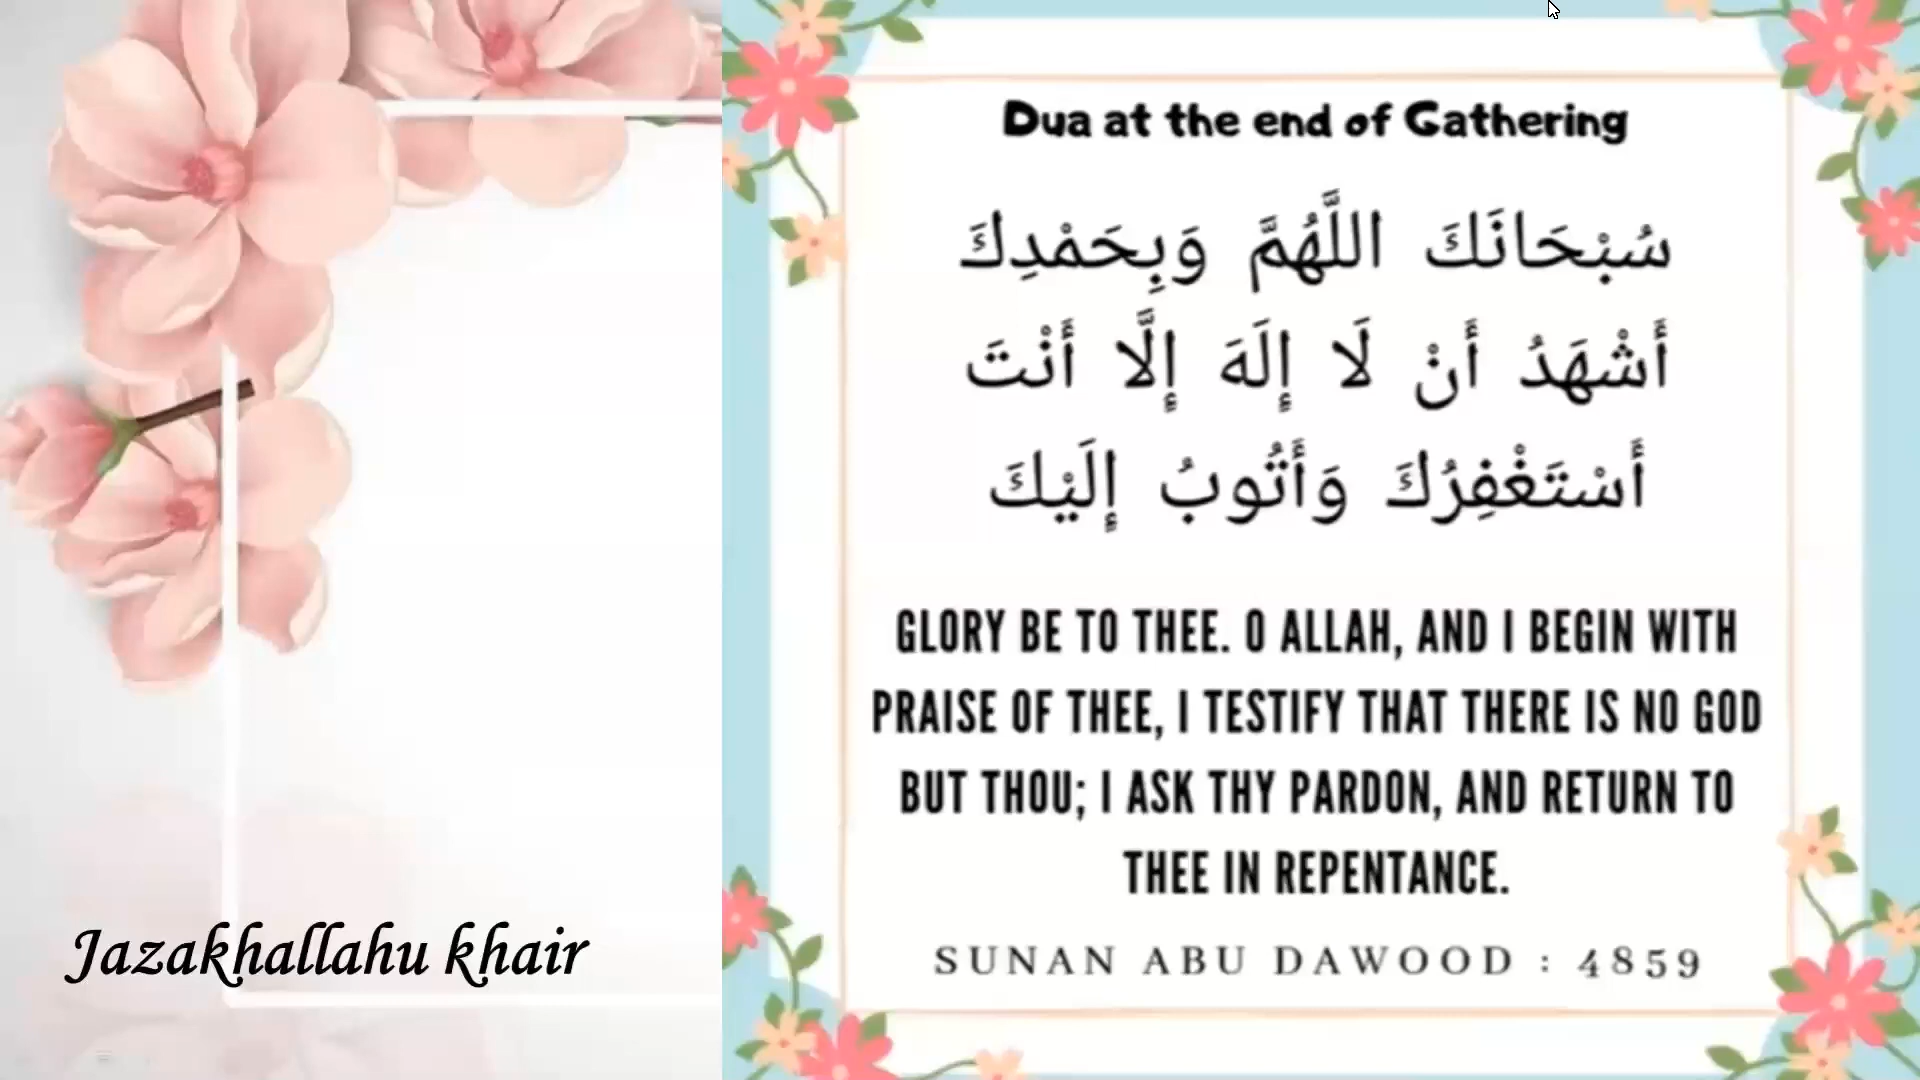 Dua at the end of Gathering
سُبْحَانَكَ اللَّهُمَّ وَبِحَمْدِكَ
أَشْهَدُ أَنْ لَا إِلَهَ إِلَّا أَنْتَ
أَسْتَغْفِرُكَ وَأَتُوبُ إِلَيْكَ
GLORY BE TO THEE. O ALLAH, AND I BEGIN WITH
PRAISE OF THEE, I TESTIFY THAT THERE IS NO GOD
BUT THOU; I ASK THY PARDON, AND RETURN TO
THEE IN REPENTANCE.
SUNAN ABU DAWOOD : 4859
Jazakhallahu khair